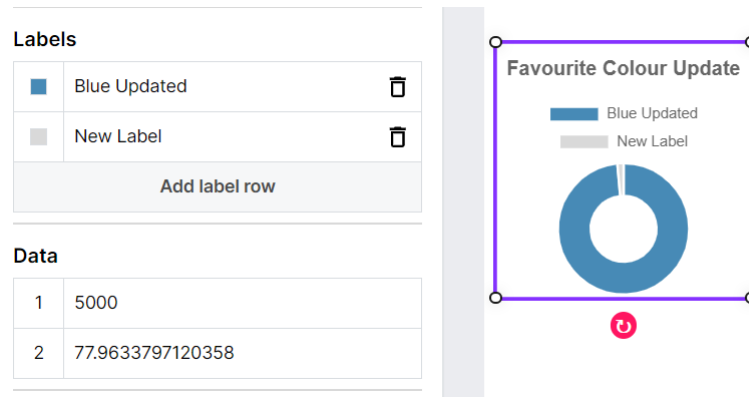 Labels
Blue Updated
New Label
Add label row
Data
1 5000
2 77.9633797120358
Favourite Colour Update
Blue Updated
New Label